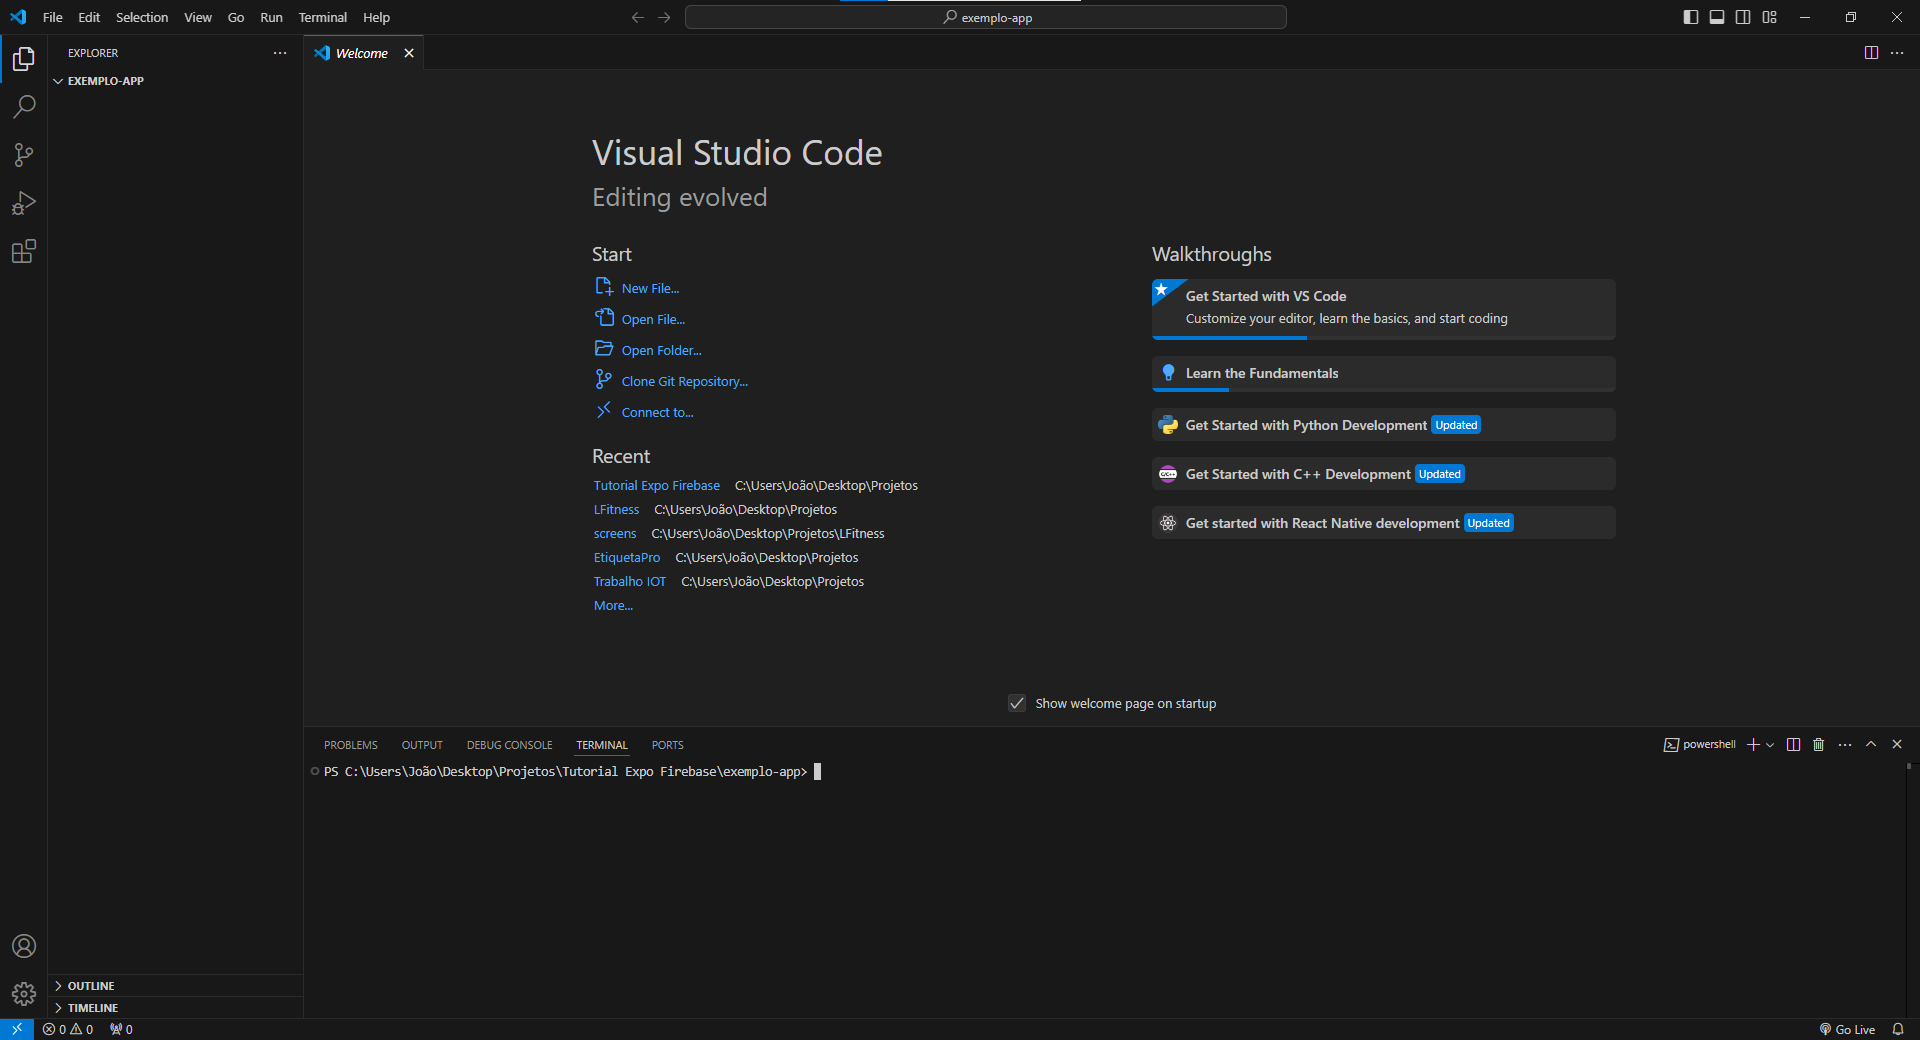 File Edit Selection View Go Run Terminal Help
exemplo-app
EXPLORER
EXEMPLO-APP
Welcome
Visual Studio Code
Editing evolved
Start
New File...
Open File...
Open Folder...
Clone Git Repository...
Connect to...
Recent
Tutorial Expo Firebase C:\Users\João\Desktop\Projetos
LFitness C:\Users\João\Desktop\Projetos
screens C:\Users\João\Desktop\Projetos\LFitness
EtiquetaPro C:\Users\João\Desktop\Projetos
Trabalho IOT C:\Users\João\Desktop\Projetos
More...
Walkthroughs
Get Started with VS Code
Customize your editor, learn the basics, and start coding
Learn the Fundamentals
Get Started with Python Development Updated
C/C++ Get Started with C++ Development Updated
Get started with React Native development Updated
Show welcome page on startup
PROBLEMS OUTPUT DEBUG CONSOLE TERMINAL PORTS
powershell
PS C:\Users\João\Desktop\Projetos\Tutorial Expo Firebase\exemplo-app>
OUTLINE
TIMELINE
0 0 0
Go Live